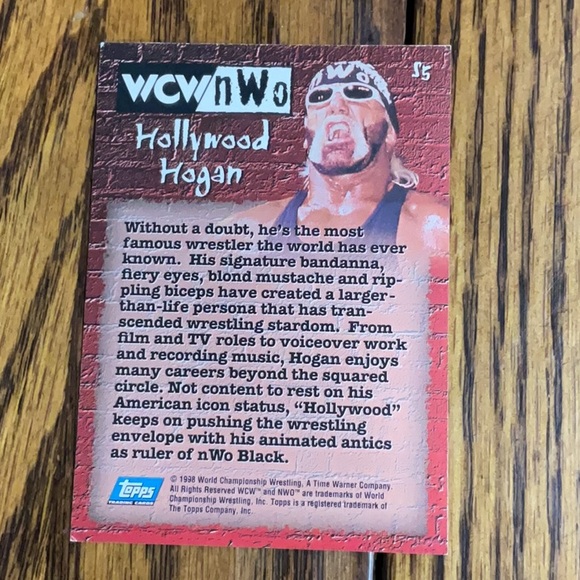 WCW/nWo
S5
Hollywood
Hogan
Without a doubt, he's the most
famous wrestler the world has ever
known. His signature bandanna,
fiery eyes, blond mustache and rip-
pling biceps have created a larger-
than-life persona that has tran-
scended wrestling stardom. From
film and TV roles to voiceover work
and recording music, Hogan enjoys
many careers beyond the squared
circle. Not content to rest on his
American icon status, “Hollywood”
keeps on pushing the wrestling
envelope with his animated antics
as ruler of nWo Black.
topps
TRADING CARDS
© 1998 World Championship Wrestling, A Time Warner Company.
All Rights Reserved WCW™ and NWO™ are trademarks of World
Championship Wrestling, Inc. Topps is a registered trademark of
The Topps Company, Inc.